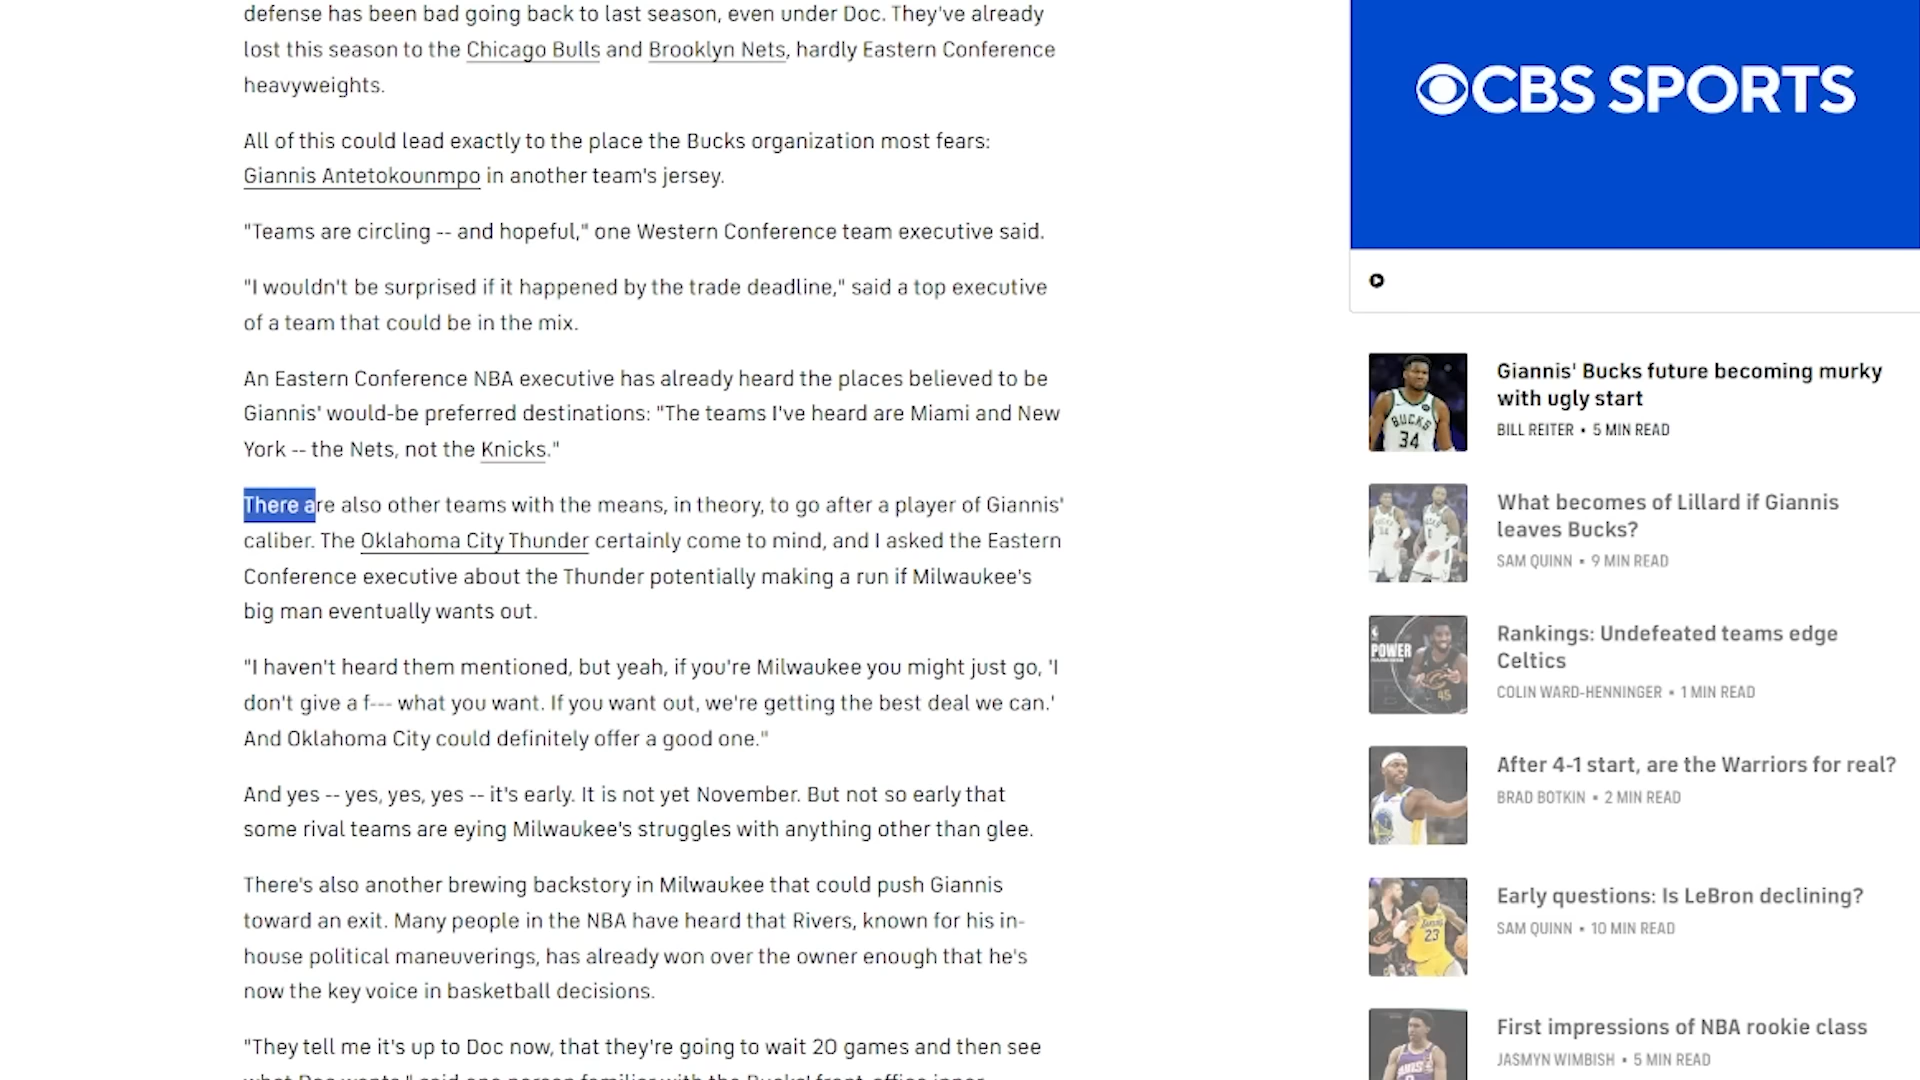 defense has been bad going back to last season, even under Doc. They've already
lost this season to the Chicago Bulls and Brooklyn Nets, hardly Eastern Conference
heavyweights.
All of this could lead exactly to the place the Bucks organization most fears:
Giannis Antetokounmpo in another team's jersey.
"Teams are circling -- and hopeful," one Western Conference team executive said.
"I wouldn't be surprised if it happened by the trade deadline," said a top executive
of a team that could be in the mix.
An Eastern Conference NBA executive has already heard the places believed to be
Giannis' would-be preferred destinations: "The teams I've heard are Miami and New
York -- the Nets, not the Knicks."
There are also other teams with the means, in theory, to go after a player of Giannis'
caliber. The Oklahoma City Thunder certainly come to mind, and I asked the Eastern
Conference executive about the Thunder potentially making a run if Milwaukee's
big man eventually wants out.
"I haven't heard them mentioned, but yeah, if you're Milwaukee you might just go, 'I
don't give a f--- what you want. If you want out, we're getting the best deal we can.'
And Oklahoma City could definitely offer a good one."
And yes -- yes, yes, yes -- it's early. It is not yet November. But not so early that
some rival teams are eying Milwaukee's struggles with anything other than glee.
There's also another brewing backstory in Milwaukee that could push Giannis
toward an exit. Many people in the NBA have heard that Rivers, known for his in-
house political maneuverings, has already won over the owner enough that he's
now the key voice in basketball decisions.
"They tell me it's up to Doc now, that they're going to wait 20 games and then see
what Doc wants," said one person familiar with the Bucks' front-office inner
CBS SPORTS
BUCKS
34
Giannis' Bucks future becoming murky
with ugly start
BILL REITER • 5 MIN READ
What becomes of Lillard if Giannis
leaves Bucks?
SAM QUINN • 9 MIN READ
POWER
45
Rankings: Undefeated teams edge
Celtics
COLIN WARD-HENNINGER • 1 MIN READ
After 4-1 start, are the Warriors for real?
BRAD BOTKIN • 2 MIN READ
23
Early questions: Is LeBron declining?
SAM QUINN • 10 MIN READ
First impressions of NBA rookie class
JASMYN WIMBISH • 5 MIN READ